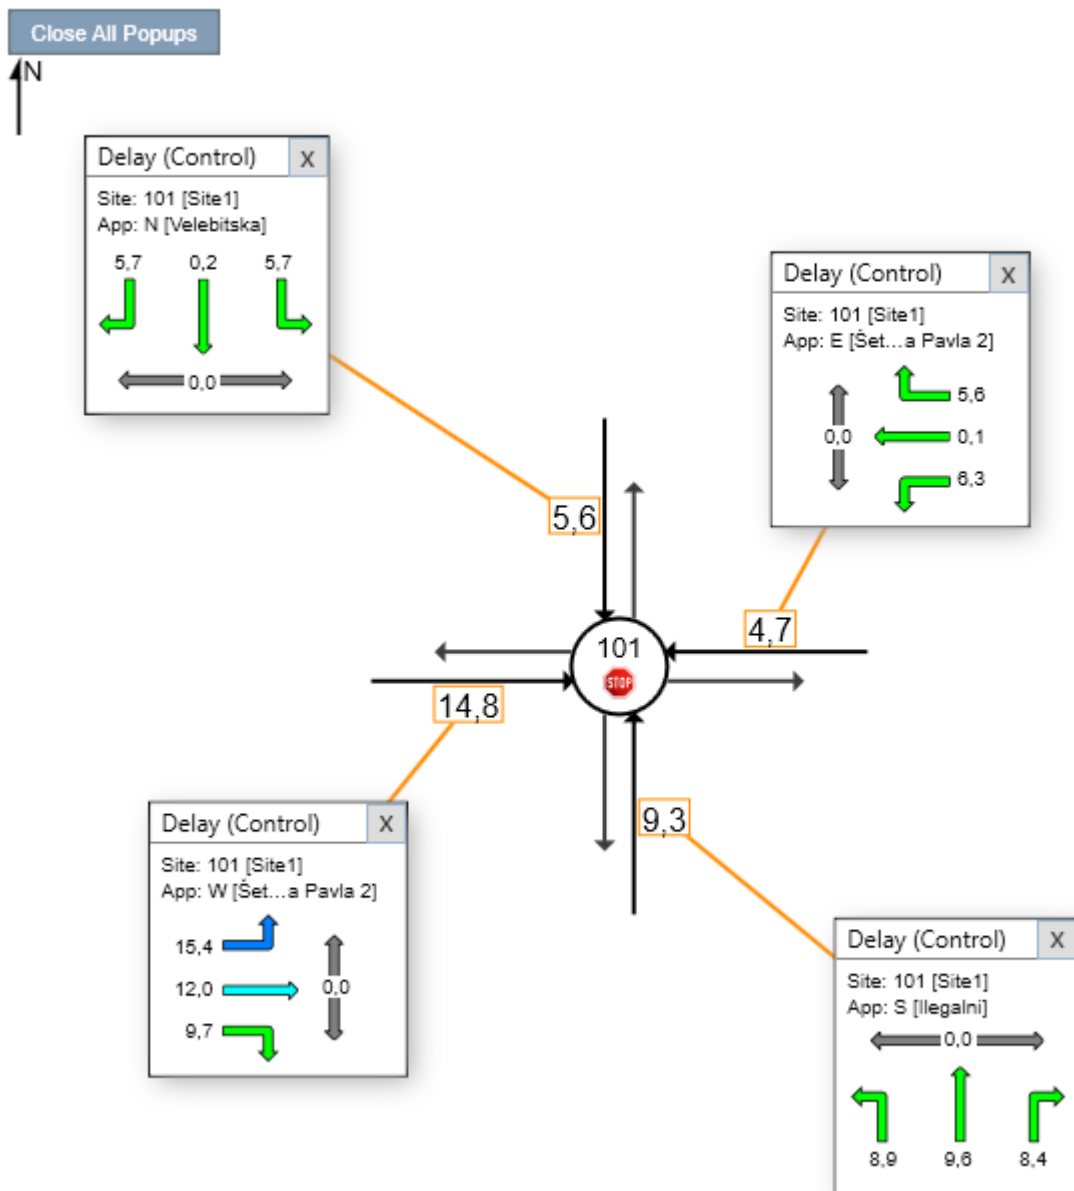 Close All Popups
N
Delay (Control) X
Site: 101 [Site1]
App: N [Velebitska]
5,7 0,2 5,7
0,0
Delay (Control) X
Site: 101 [Site1]
App: E [Šet...a Pavla 2]
5,6
0,0 0,1
6,3
5,6
4,7
101
STOP
14,8
9,3
Delay (Control) X
Site: 101 [Site1]
App: W [Šet...a Pavla 2]
15,4
12,0 0,0
9,7
Delay (Control) X
Site: 101 [Site1]
App: S [Ilegalni]
0,0
8,9 9,6 8,4